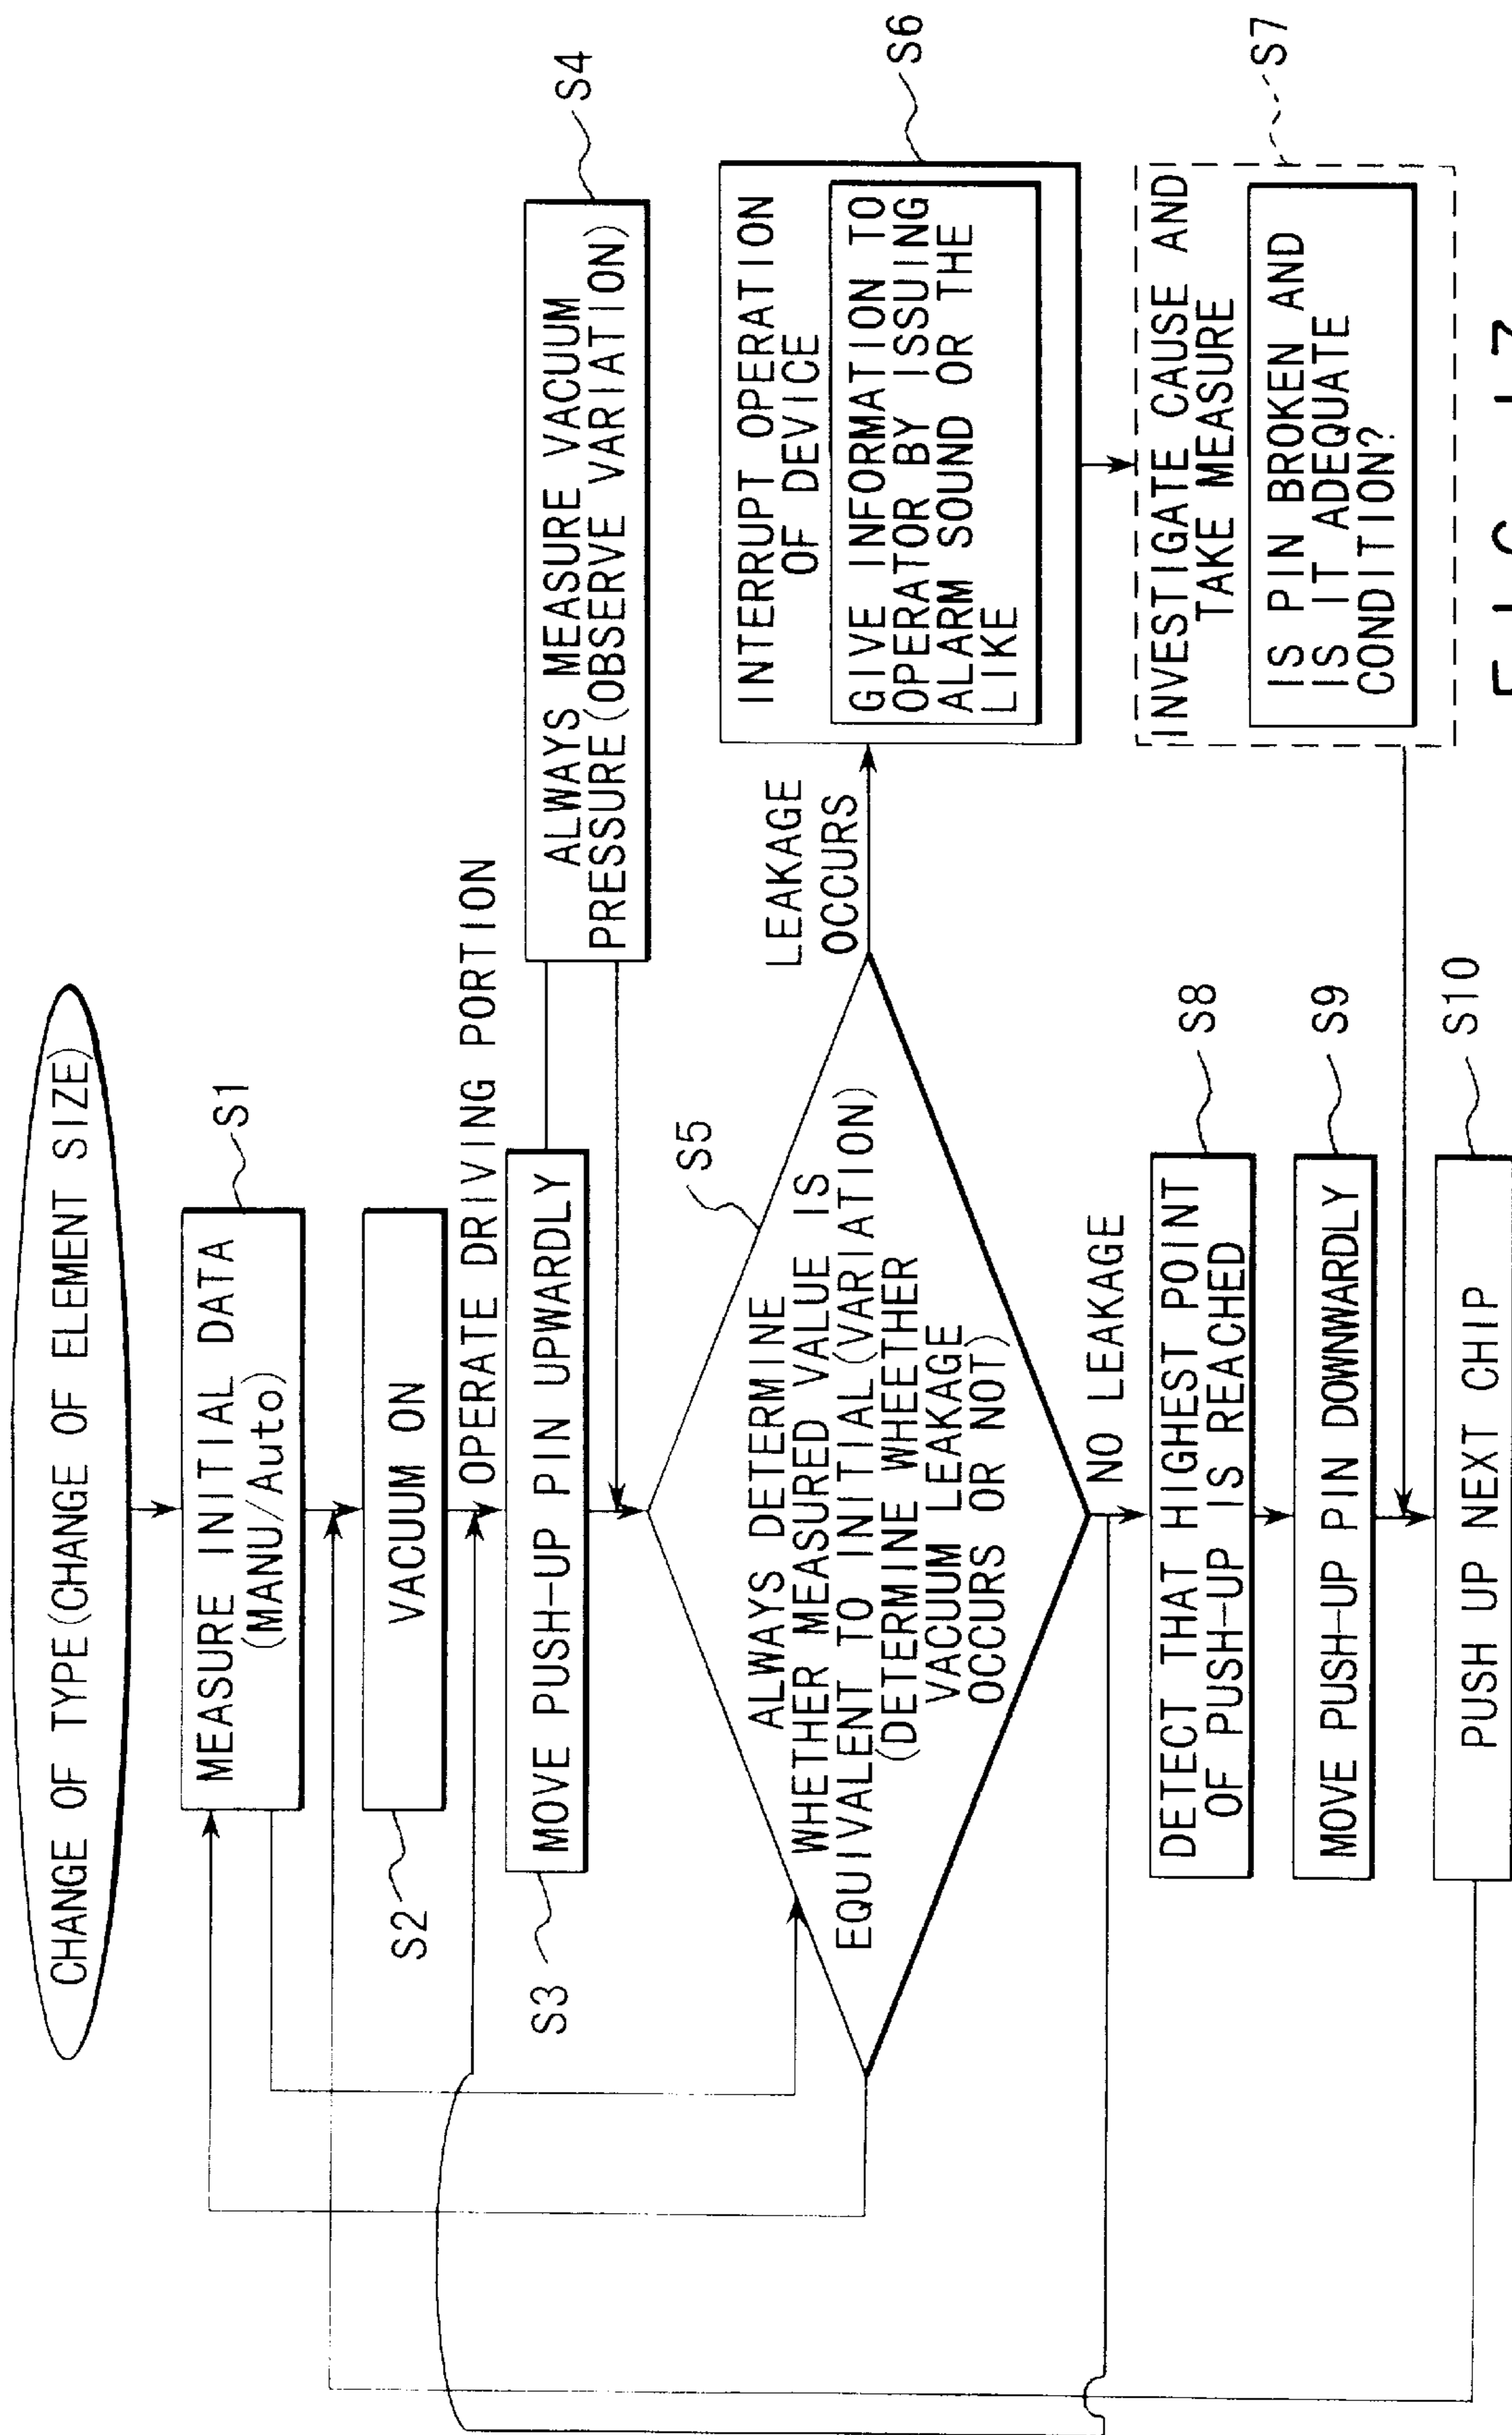 CHANGE OF TYPE(CHANGE OF ELEMENT SIZE)
MEASURE INITIAL DATA
(MANU/Auto)
S1
VACUUM ON
S2
OPERATE DRIVING PORTION
MOVE PUSH-UP PIN UPWARDLY
S3
ALWAYS MEASURE VACUUM
PRESSURE(OBSERVE VARIATION)
S4
ALWAYS DETERMINE
WHETHER MEASURED VALUE IS
EQUIVALENT TO INITIAL(VARIATION)
(DETERMINE WHEETHER
VACUUM LEAKAGE
OCCURS OR NOT)
S5
LEAKAGE
OCCURS
INTERRUPT OPERATION
OF DEVICE
GIVE INFORMATION TO
OPERATOR BY ISSUING
ALARM SOUND OR THE
LIKE
S6
INVESTIGATE CAUSE AND
TAKE MEASURE
IS PIN BROKEN AND
IS IT ADEQUATE
CONDITION?
S7
NO LEAKAGE
DETECT THAT HIGHEST POINT
OF PUSH-UP IS REACHED
S8
MOVE PUSH-UP PIN DOWNWARDLY
S9
PUSH UP NEXT CHIP
S10